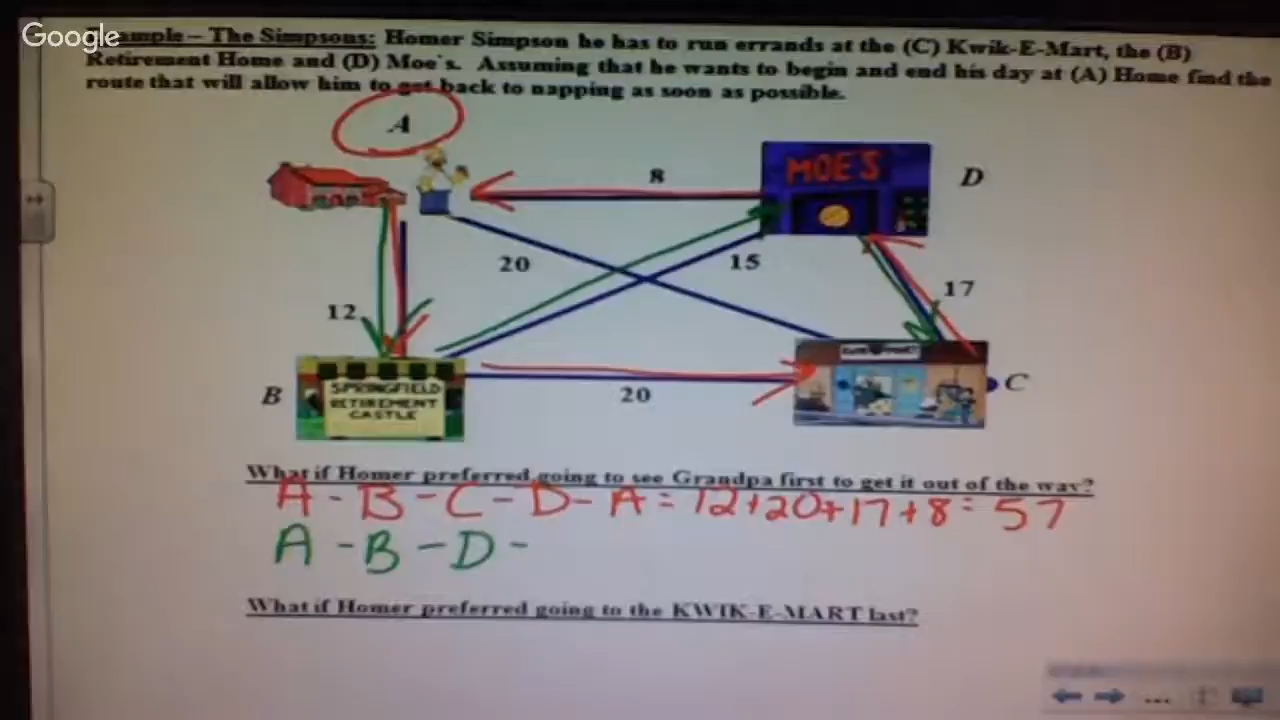 Google
Example – The Simpsons: Homer Simpson he has to run errands at the (C) Kwik-E-Mart, the (B)
Retirement Home and (D) Moe's. Assuming that he wants to begin and end his day at (A) Home find the
route that will allow him to get back to napping as soon as possible.
A
MOE'S
D
8
20
15
12
17
B
SPRINGFIELD
RETIREMENT
CASTLE
20
C
What if Homer preferred going to see Grandpa first to get it out of the way?
A - B - C - D - A = 12+20+17+8 = 57
A - B - D -
What if Homer preferred going to the KWIK-E-MART last?
...